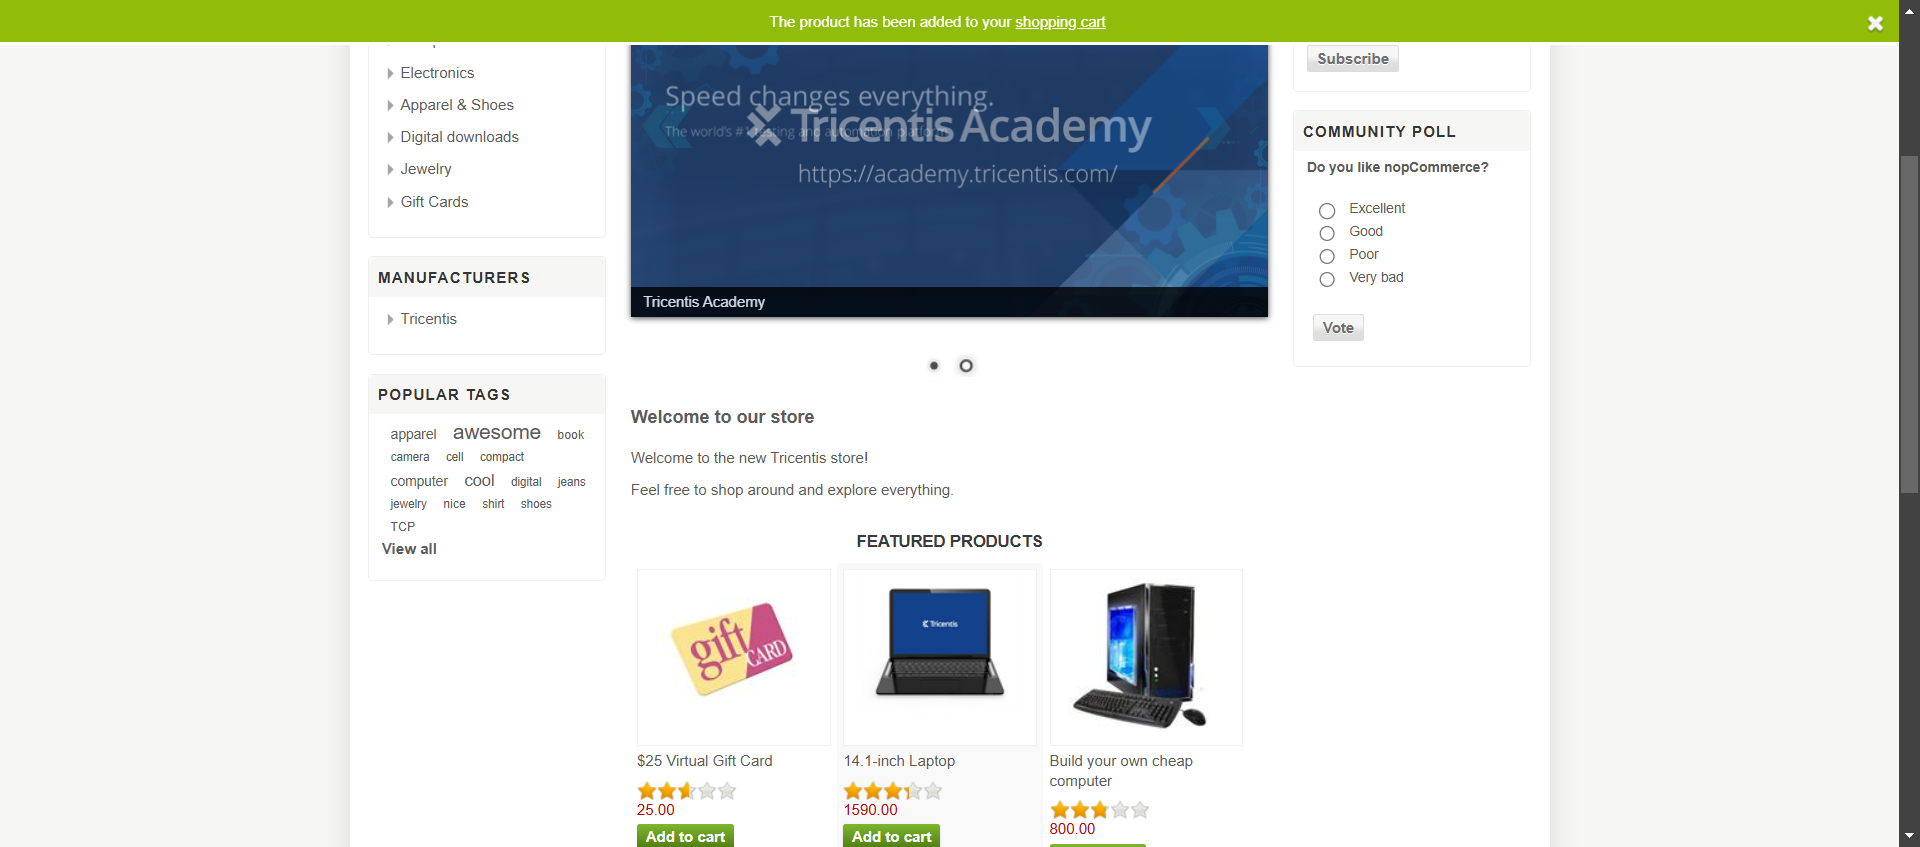 The product has been added to your shopping cart
Electronics
Apparel & Shoes
Digital downloads
Jewelry
Gift Cards
MANUFACTURERS
Tricentis
POPULAR TAGS
apparel awesome book
camera cell compact
computer cool digital jeans
jewelry nice shirt shoes
TCP
View all
Speed changes everything.
The world's #1 testing and automation platform
Tricentis Academy
https://academy.tricentis.com/
Tricentis Academy
Welcome to our store
Welcome to the new Tricentis store!
Feel free to shop around and explore everything.
FEATURED PRODUCTS
gift CARD
Tricentis
$25 Virtual Gift Card
25.00
Add to cart
14.1-inch Laptop
1590.00
Add to cart
Build your own cheap
computer
800.00
Subscribe
COMMUNITY POLL
Do you like nopCommerce?
Excellent
Good
Poor
Very bad
Vote